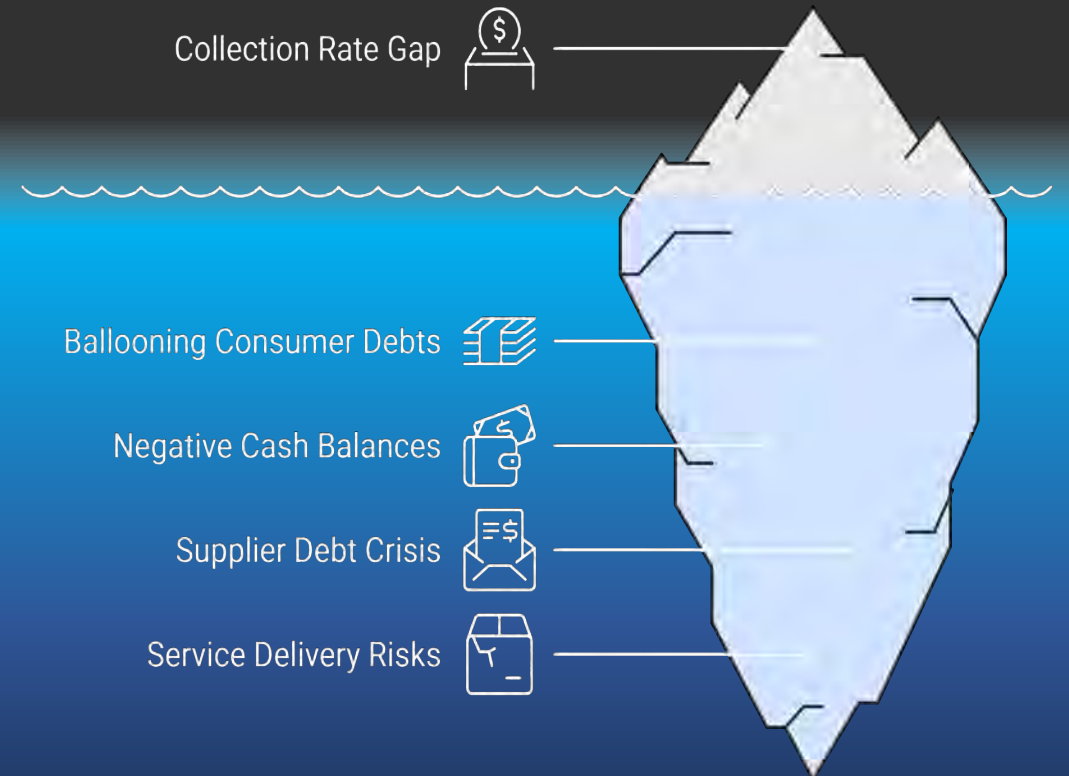 Collection Rate Gap
Ballooning Consumer Debts
Negative Cash Balances
Supplier Debt Crisis
Service Delivery Risks